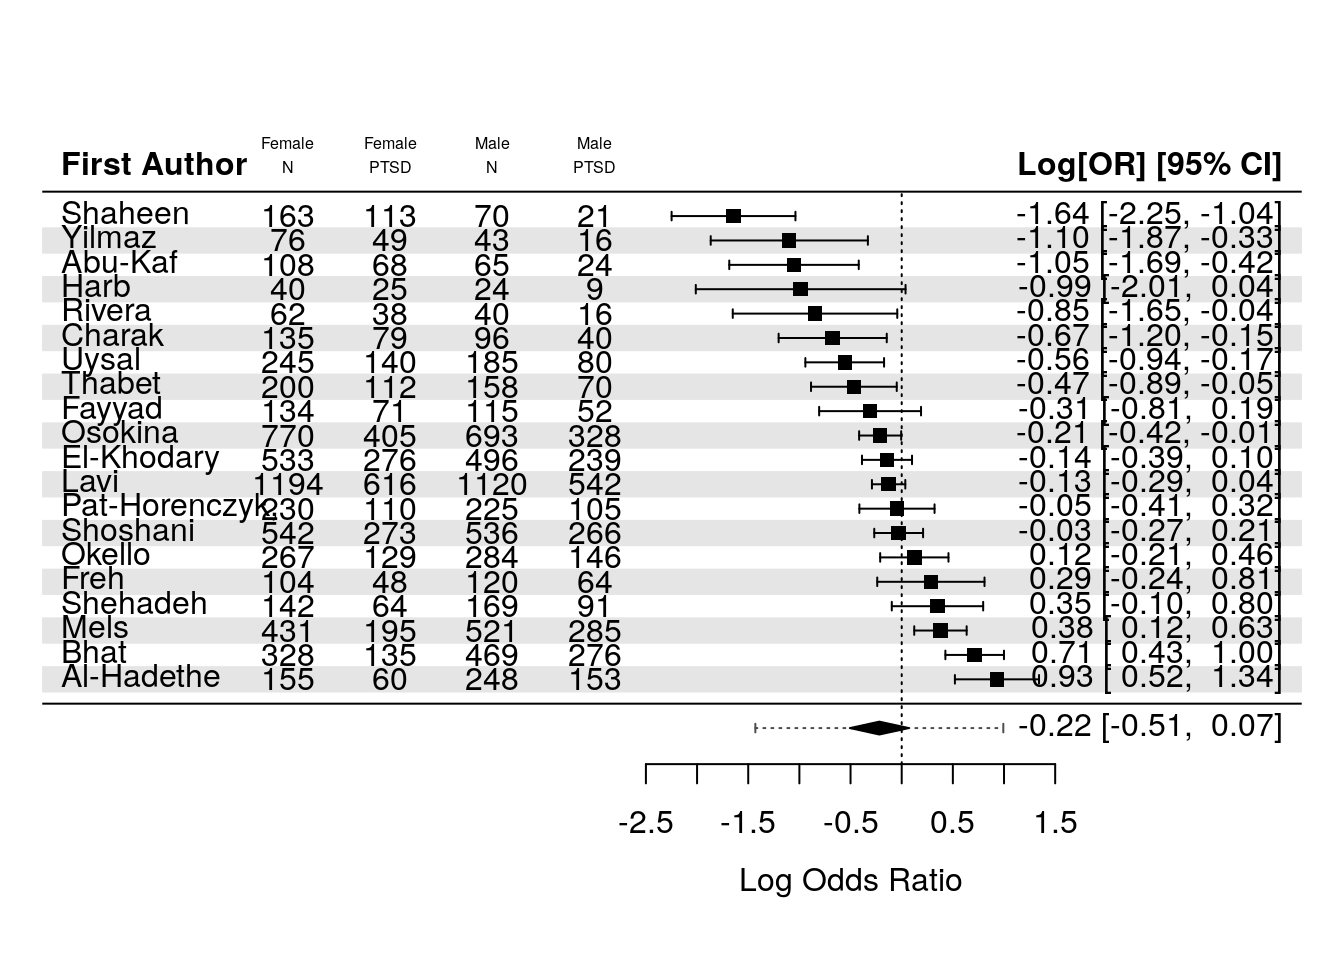 Female Female Male Male
First Author N PTSD N PTSD Log[OR] [95% CI]
Shaheen 163 113 70 21 -1.64 [-2.25, -1.04]
Yilmaz 76 49 43 16 -1.10 [-1.87, -0.33]
Abu-Kaf 108 68 65 24 -1.05 [-1.69, -0.42]
Harb 40 25 24 9 -0.99 [-2.01, 0.04]
Rivera 62 38 40 16 -0.85 [-1.65, -0.04]
Charak 135 79 96 40 -0.67 [-1.20, -0.15]
Uysal 245 140 185 80 -0.56 [-0.94, -0.17]
Thabet 200 112 158 70 -0.47 [-0.89, -0.05]
Fayyad 134 71 115 52 -0.31 [-0.81, 0.19]
Osokina 770 405 693 328 -0.21 [-0.42, -0.01]
El-Khodary 533 276 496 239 -0.14 [-0.39, 0.10]
Lavi 1194 616 1120 542 -0.13 [-0.29, 0.04]
Pat-Horenczyk, 230 110 225 105 -0.05 [-0.41, 0.32]
Shoshani 542 273 536 266 -0.03 [-0.27, 0.21]
Okello 267 129 284 146 0.12 [-0.21, 0.46]
Freh 104 48 120 64 0.29 [-0.24, 0.81]
Shehadeh 142 64 169 91 0.35 [-0.10, 0.80]
Mels 431 195 521 285 0.38 [ 0.12, 0.63]
Bhat 328 135 469 276 0.71 [ 0.43, 1.00]
Al-Hadethe 155 60 248 153 0.93 [ 0.52, 1.34]
-0.22 [-0.51, 0.07]
-2.5 -1.5 -0.5 0.5 1.5
Log Odds Ratio